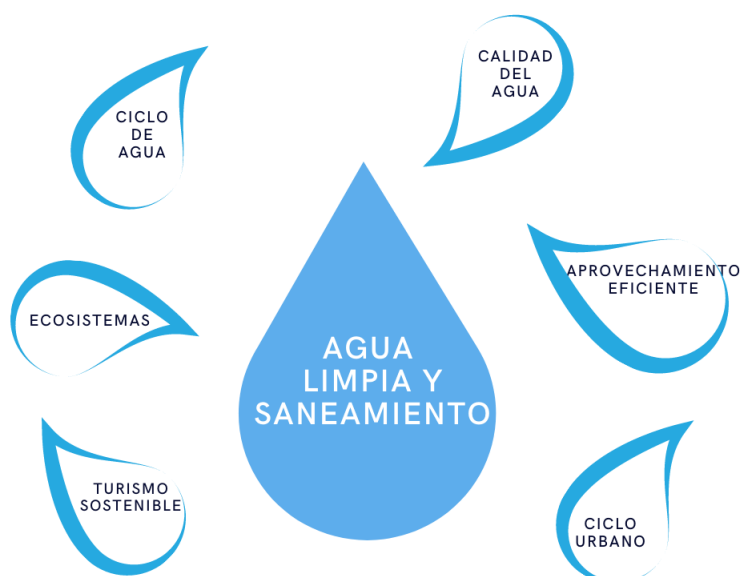 CALIDAD
DEL
AGUA
CICLO
DE
AGUA
APROVECHAMIENTO
EFICIENTE
ECOSISTEMAS
AGUA
LIMPIA Y
SANEAMIENTO
TURISMO
SOSTENIBLE
CICLO
URBANO